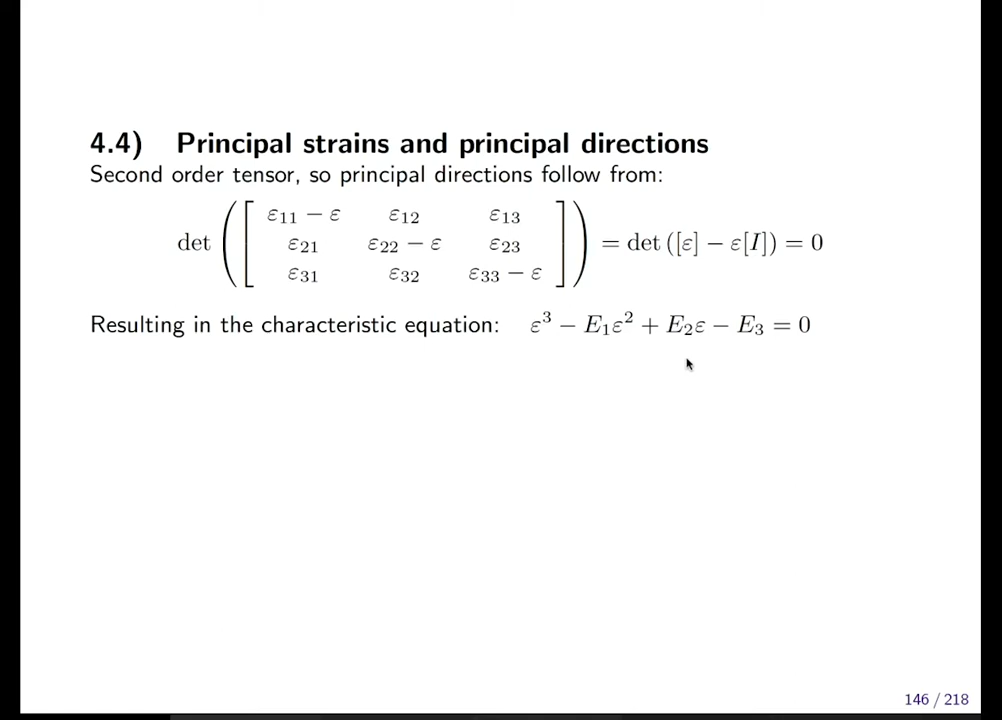 4.4) Principal strains and principal directions
Second order tensor, so principal directions follow from:
det ([ ε₁₁ − ε ε₁₂ ε₁₃
ε₂₁ ε₂₂ − ε ε₂₃
ε₃₁ ε₃₂ ε₃₃ − ε ]) = det ([ε] − ε[I]) = 0
Resulting in the characteristic equation: ε³ − E₁ε² + E₂ε − E₃ = 0
146 / 218